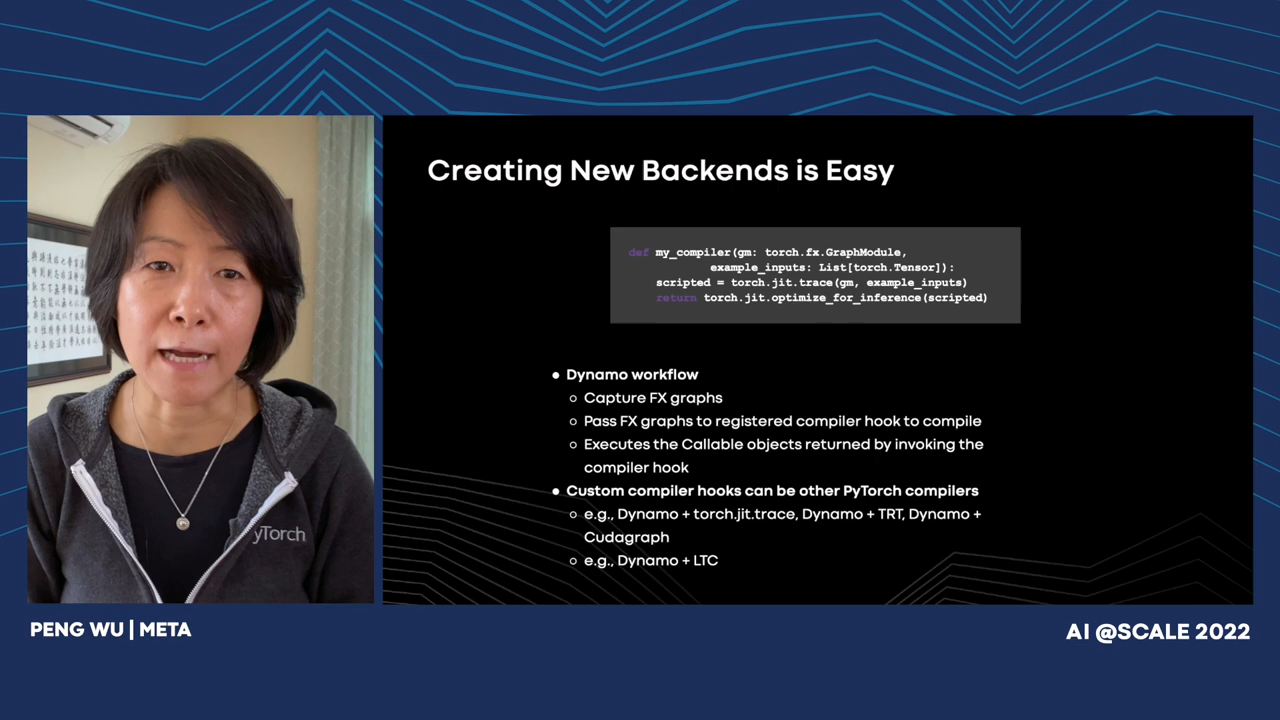 Creating New Backends is Easy
def my_compiler(gm: torch.fx.GraphModule,
example_inputs: List[torch.Tensor]):
scripted = torch.jit.trace(gm, example_inputs)
return torch.jit.optimize_for_inference(scripted)
● Dynamo workflow
○ Capture FX graphs
○ Pass FX graphs to registered compiler hook to compile
○ Executes the Callable objects returned by invoking the
compiler hook
● Custom compiler hooks can be other PyTorch compilers
○ e.g., Dynamo + torch.jit.trace, Dynamo + TRT, Dynamo +
Cudagraph
○ e.g., Dynamo + LTC
yTorch
PENG WU | META
AI @SCALE 2022